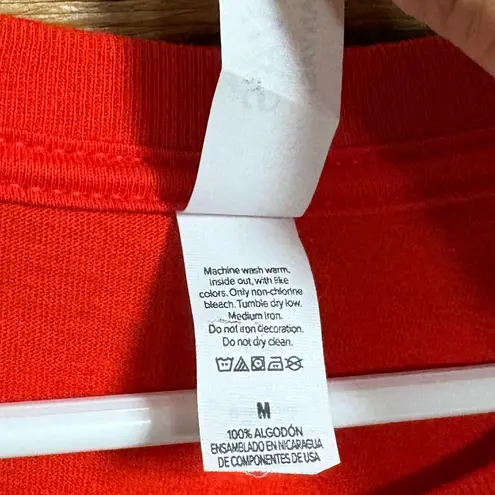 Machine wash warm,
inside out, with like
colors. Only non-chlorine
bleach. Tumble dry low.
Medium iron.
Do not iron decoration.
Do not dry clean.
M
100% ALGODÓN
ENSAMBLADO EN NICARAGUA
DE COMPONENTES DE USA